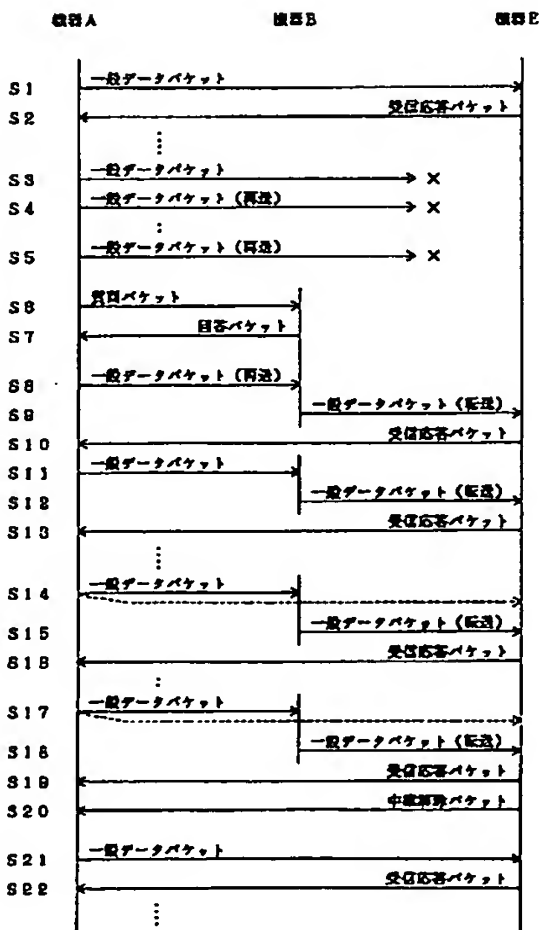 機器A 機器B 機器E
S1 一般データパケット
S2 受信応答パケット
S3 一般データパケット ×
S4 一般データパケット(再送) ×
S5 一般データパケット(再送) ×
S6 質問パケット
S7 回答パケット
S8 一般データパケット(再送)
S9 一般データパケット(転送)
S10 受信応答パケット
S11 一般データパケット
S12 一般データパケット(転送)
S13 受信応答パケット
S14 一般データパケット
S15 一般データパケット(転送)
S16 受信応答パケット
S17 一般データパケット
S18 一般データパケット(転送)
S19 受信応答パケット
S20 中継解除パケット
S21 一般データパケット
S22 受信応答パケット